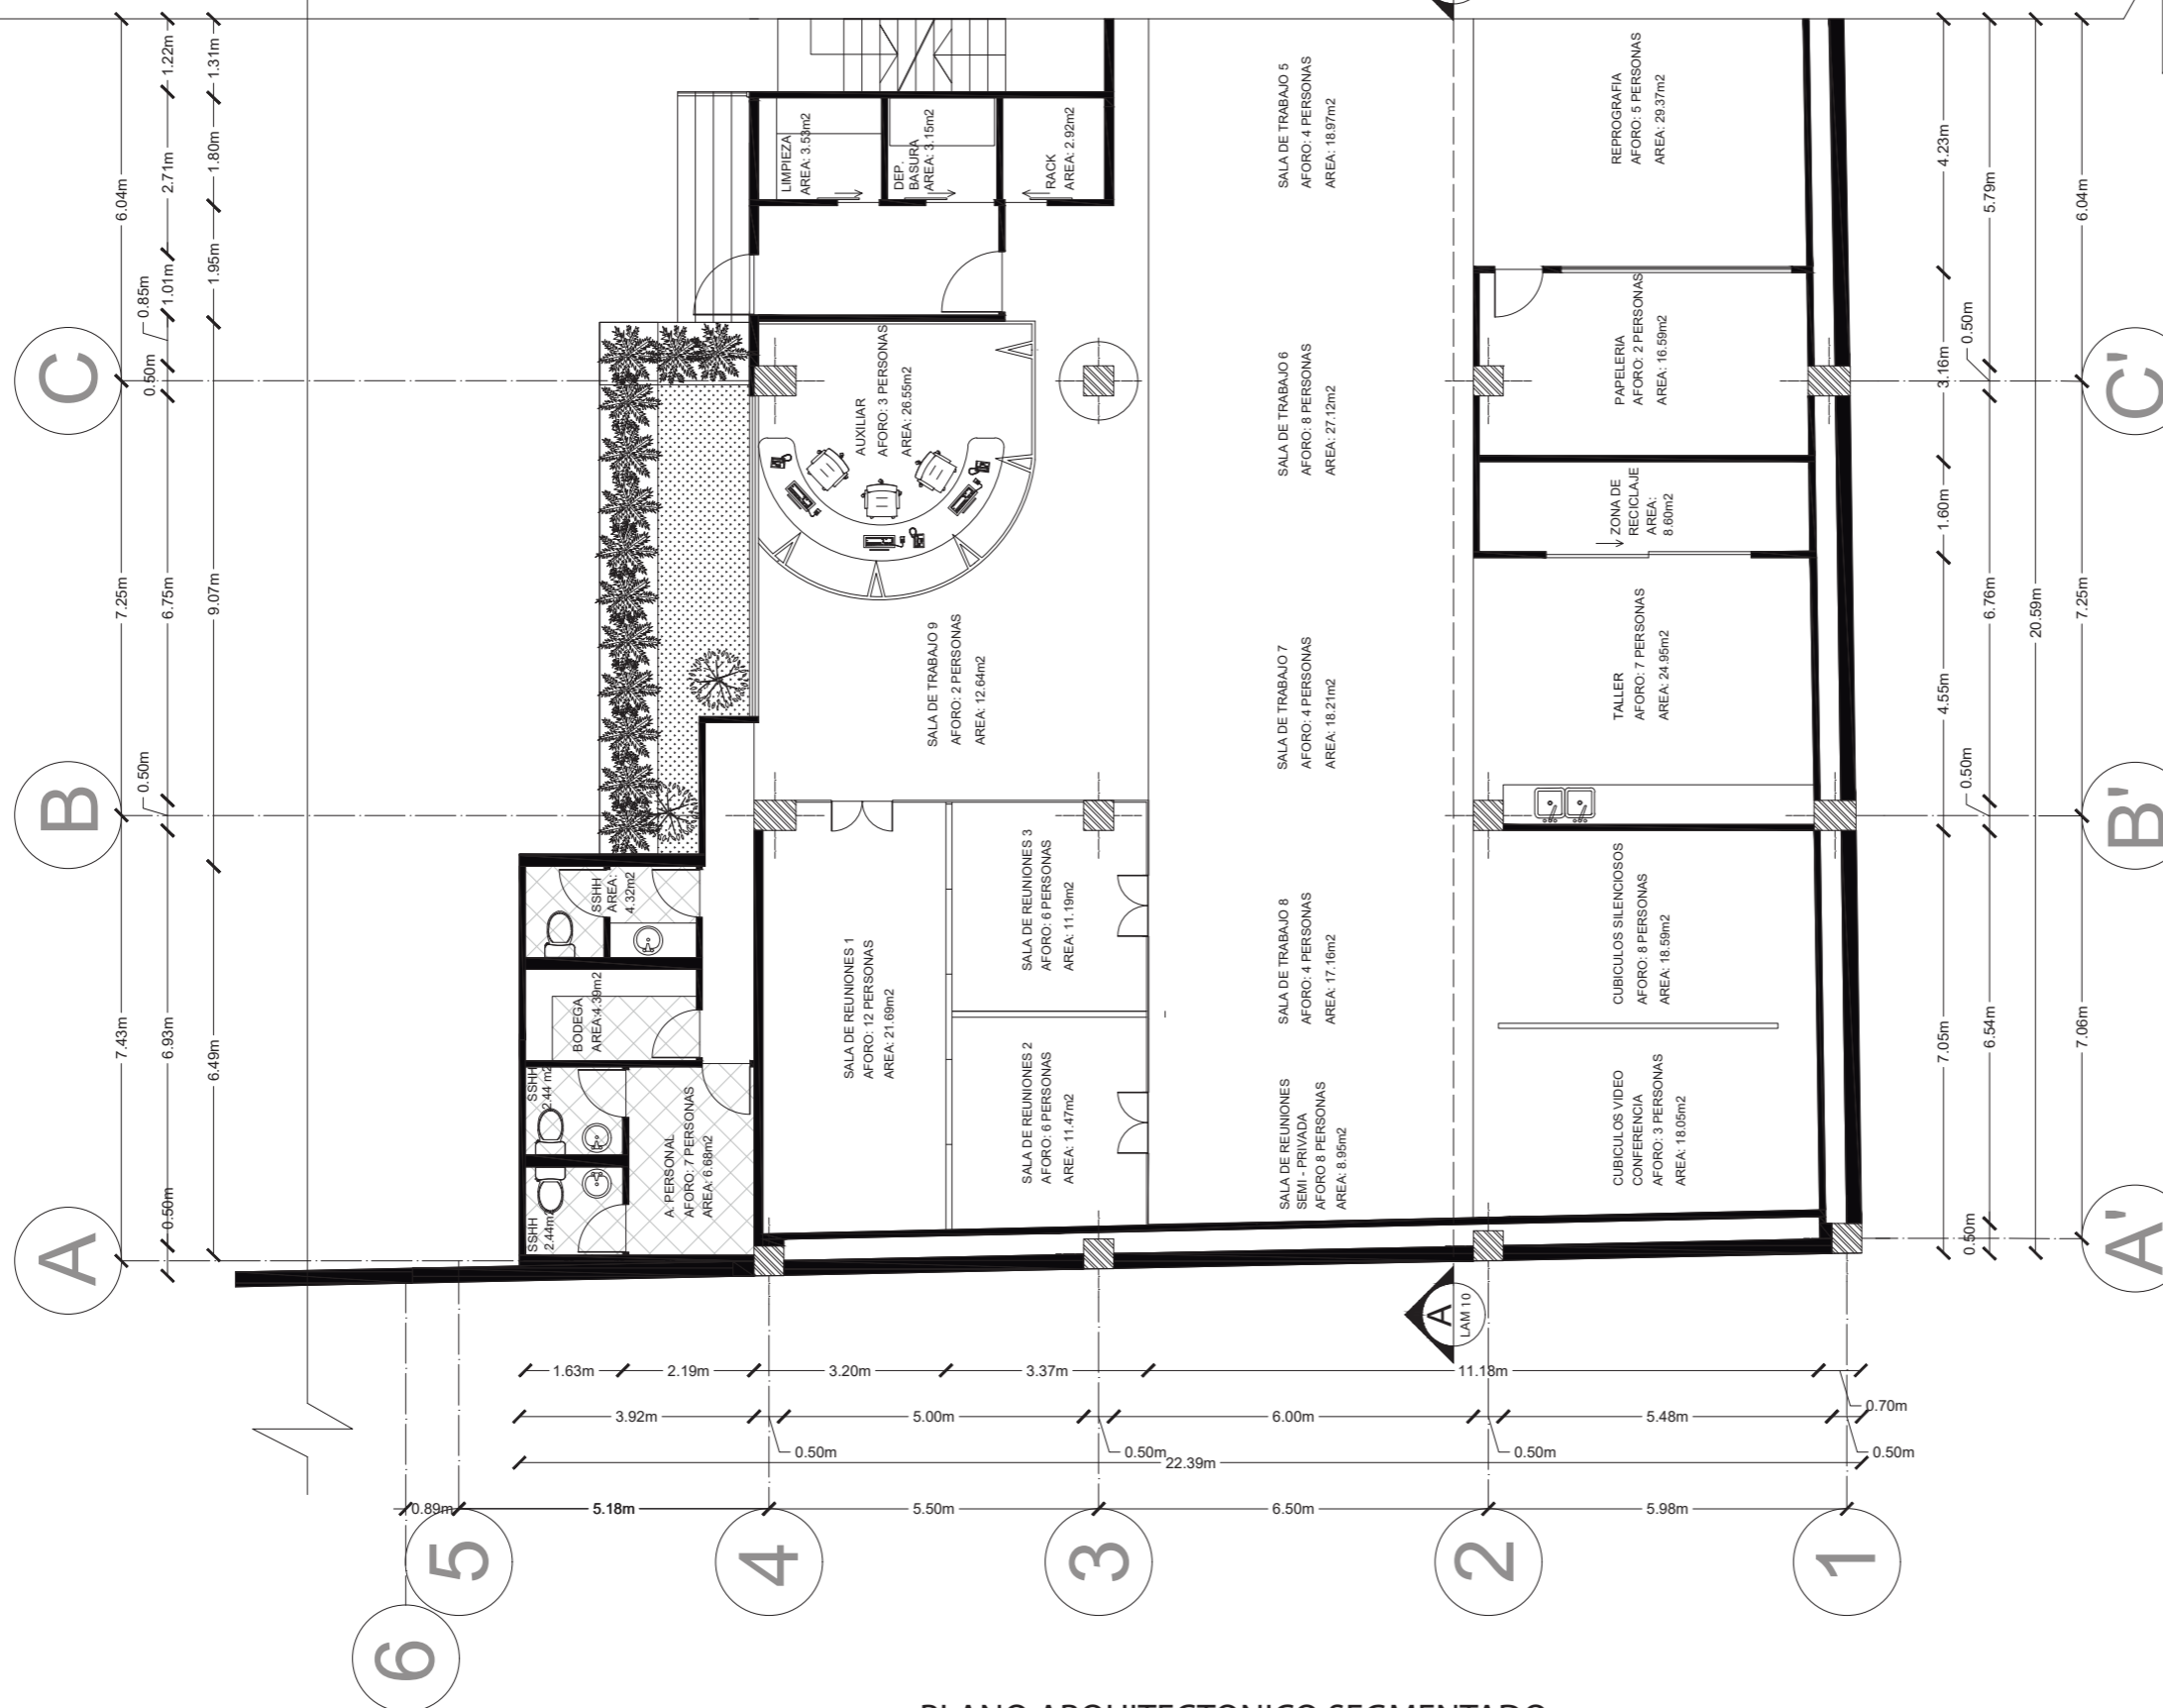 1.22m
1.31m
2.71m
1.80m
6.04m
0.85m
1.01m
1.95m
0.50m
7.25m
6.75m
9.07m
0.50m
7.43m
6.93m
6.49m
0.50m
C
B
A
LIMPIEZA
AREA: 3.53m2
DEP.
BASURA
AREA: 3.15m2
RACK
AREA: 2.92m2
SALA DE TRABAJO 5
AFORO: 4 PERSONAS
AREA: 18.97m2
REPROGRAFIA
AFORO: 5 PERSONAS
AREA: 29.37m2
AUXILIAR
AFORO: 3 PERSONAS
AREA: 26.55m2
SALA DE TRABAJO 6
AFORO: 8 PERSONAS
AREA: 27.12m2
PAPELERIA
AFORO: 2 PERSONAS
AREA: 16.59m2
ZONA DE
RECICLAJE
AREA:
8.60m2
SALA DE TRABAJO 9
AFORO: 2 PERSONAS
AREA: 12.64m2
SALA DE TRABAJO 7
AFORO: 4 PERSONAS
AREA: 18.21m2
TALLER
AFORO: 7 PERSONAS
AREA: 24.95m2
SSHH
AREA:
4.32m2
BODEGA
AREA:4.39m2
SSHH
2.44 m2
SSHH
2.44m2
A. PERSONAL
AFORO: 7 PERSONAS
AREA: 6.68m2
SALA DE REUNIONES 1
AFORO: 12 PERSONAS
AREA: 21.69m2
SALA DE REUNIONES 3
AFORO: 6 PERSONAS
AREA: 11.19m2
SALA DE REUNIONES 2
AFORO: 6 PERSONAS
AREA: 11.47m2
SALA DE TRABAJO 8
AFORO: 4 PERSONAS
AREA: 17.16m2
SALA DE REUNIONES
SEMI - PRIVADA
AFORO 8 PERSONAS
AREA: 8.95m2
CUBICULOS SILENCIOSOS
AFORO: 8 PERSONAS
AREA: 18.59m2
CUBICULOS VIDEO
CONFERENCIA
AFORO: 3 PERSONAS
AREA: 18.05m2
4.23m
5.79m
6.04m
3.16m
0.50m
1.60m
6.76m
20.59m
7.25m
4.55m
0.50m
7.05m
6.54m
7.06m
0.50m
C'
B'
A'
A
LAM 10
1.63m
2.19m
3.20m
3.37m
11.18m
0.70m
3.92m
5.00m
6.00m
5.48m
0.50m
0.50m
0.50m
0.50m
22.39m
0.89m
5.18m
5.50m
6.50m
5.98m
6
5
4
3
2
1
PLANO ARQUITECTONICO SEGMENTADO